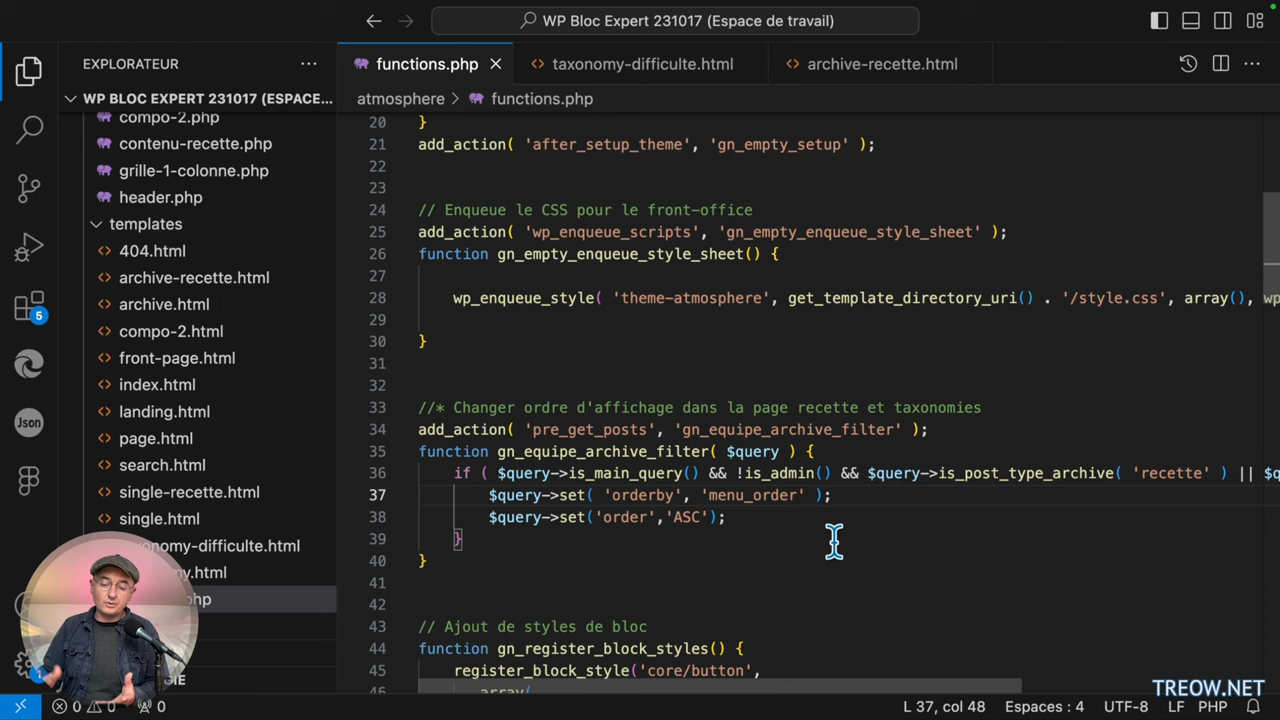 WP Bloc Expert 231017 (Espace de travail)
EXPLORATEUR
functions.php
taxonomy-difficulte.html
archive-recette.html
WP BLOC EXPERT 231017 (ESPACE...
atmosphere > functions.php
compo-2.php
contenu-recette.php
grille-1-colonne.php
header.php
templates
404.html
archive-recette.html
archive.html
compo-2.html
front-page.html
index.html
landing.html
page.html
search.html
single-recette.html
single.html
onomy-difficulte.html
.html
hp
5
Json
20 }
21 add_action( 'after_setup_theme', 'gn_empty_setup' );
22
23
24 // Enqueue le CSS pour le front-office
25 add_action( 'wp_enqueue_scripts', 'gn_empty_enqueue_style_sheet' );
26 function gn_empty_enqueue_style_sheet() {
27
28 wp_enqueue_style( 'theme-atmosphere', get_template_directory_uri() . '/style.css', array(), wp
29
30 }
31
32
33 //* Changer ordre d'affichage dans la page recette et taxonomies
34 add_action( 'pre_get_posts', 'gn_equipe_archive_filter' );
35 function gn_equipe_archive_filter( $query ) {
36 if ( $query->is_main_query() && !is_admin() && $query->is_post_type_archive( 'recette' ) || $q
37 $query->set( 'orderby', 'menu_order' );
38 $query->set('order','ASC');
39 }
40 }
41
42
43 // Ajout de styles de bloc
44 function gn_register_block_styles() {
45 register_block_style('core/button',
46 array(
TREOW.NET
0 0 0 L 37, col 48 Espaces : 4 UTF-8 LF PHP